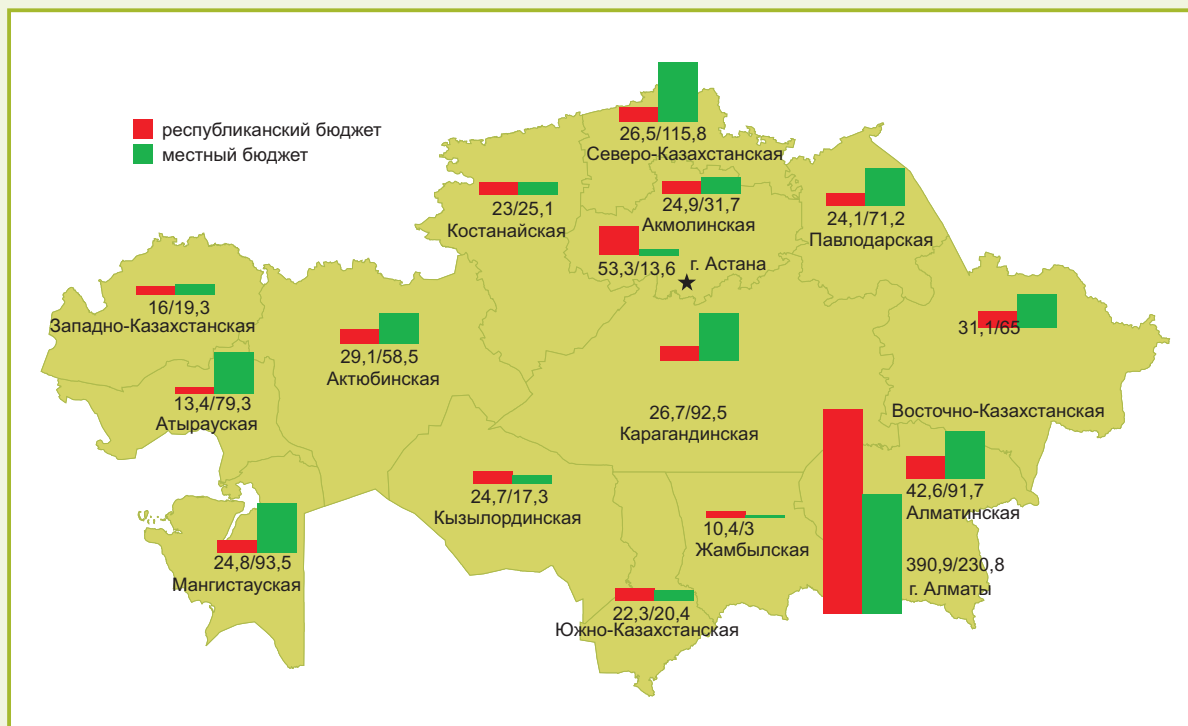 республиканский бюджет
местный бюджет
26,5/115,8
Северо-Казахстанская
23/25,1
Костанайская
24,9/31,7
Акмолинская
24,1/71,2
Павлодарская
53,3/13,6
г. Астана
16/19,3
Западно-Казахстанская
29,1/58,5
Актюбинская
31,1/65
Восточно-Казахстанская
13,4/79,3
Атырауская
26,7/92,5
Карагандинская
42,6/91,7
Алматинская
24,7/17,3
Кызылординская
10,4/3
Жамбылская
24,8/93,5
Мангистауская
390,9/230,8
г. Алматы
22,3/20,4
Южно-Казахстанская